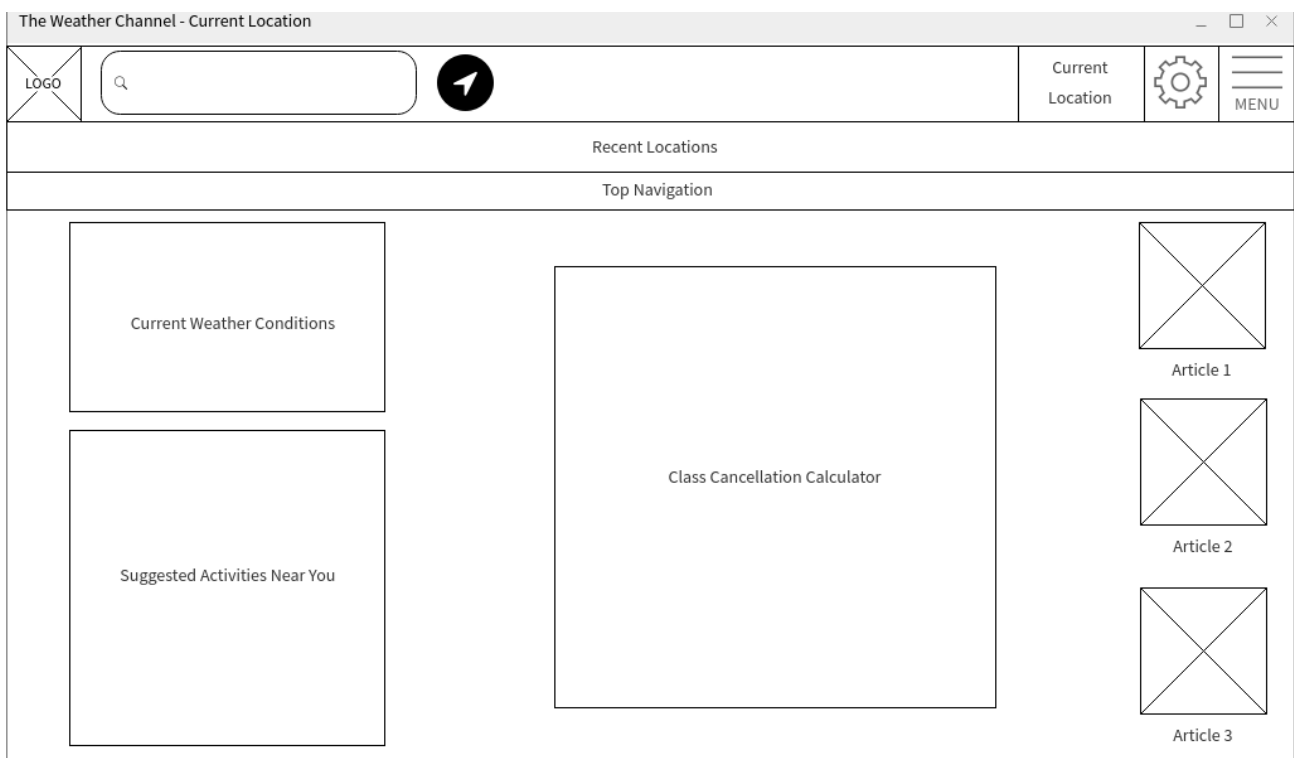 The Weather Channel - Current Location
LOGO
Current
Location
MENU
Recent Locations
Top Navigation
Current Weather Conditions
Suggested Activities Near You
Class Cancellation Calculator
Article 1
Article 2
Article 3